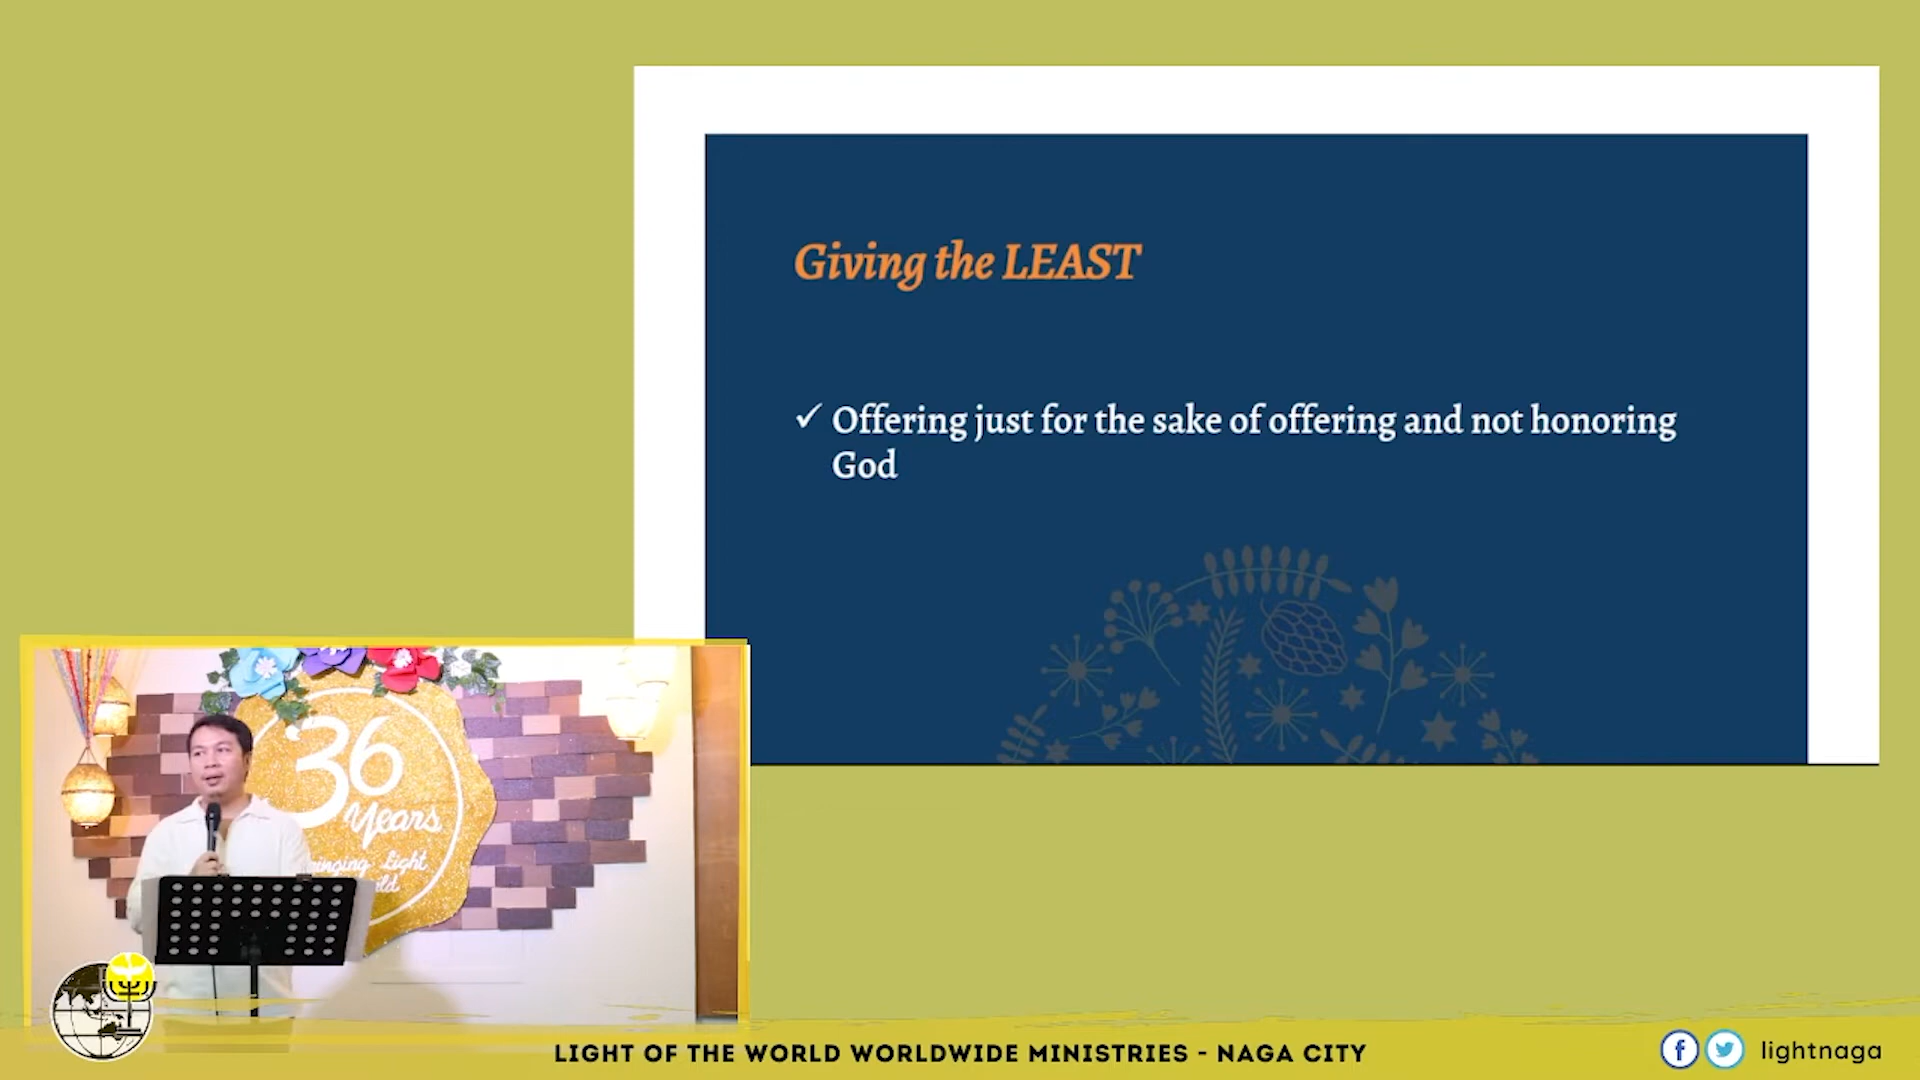 Giving the LEAST
✓ Offering just for the sake of offering and not honoring
God
36
Years
Light
LIGHT OF THE WORLD WORLDWIDE MINISTRIES - NAGA CITY
lightnaga